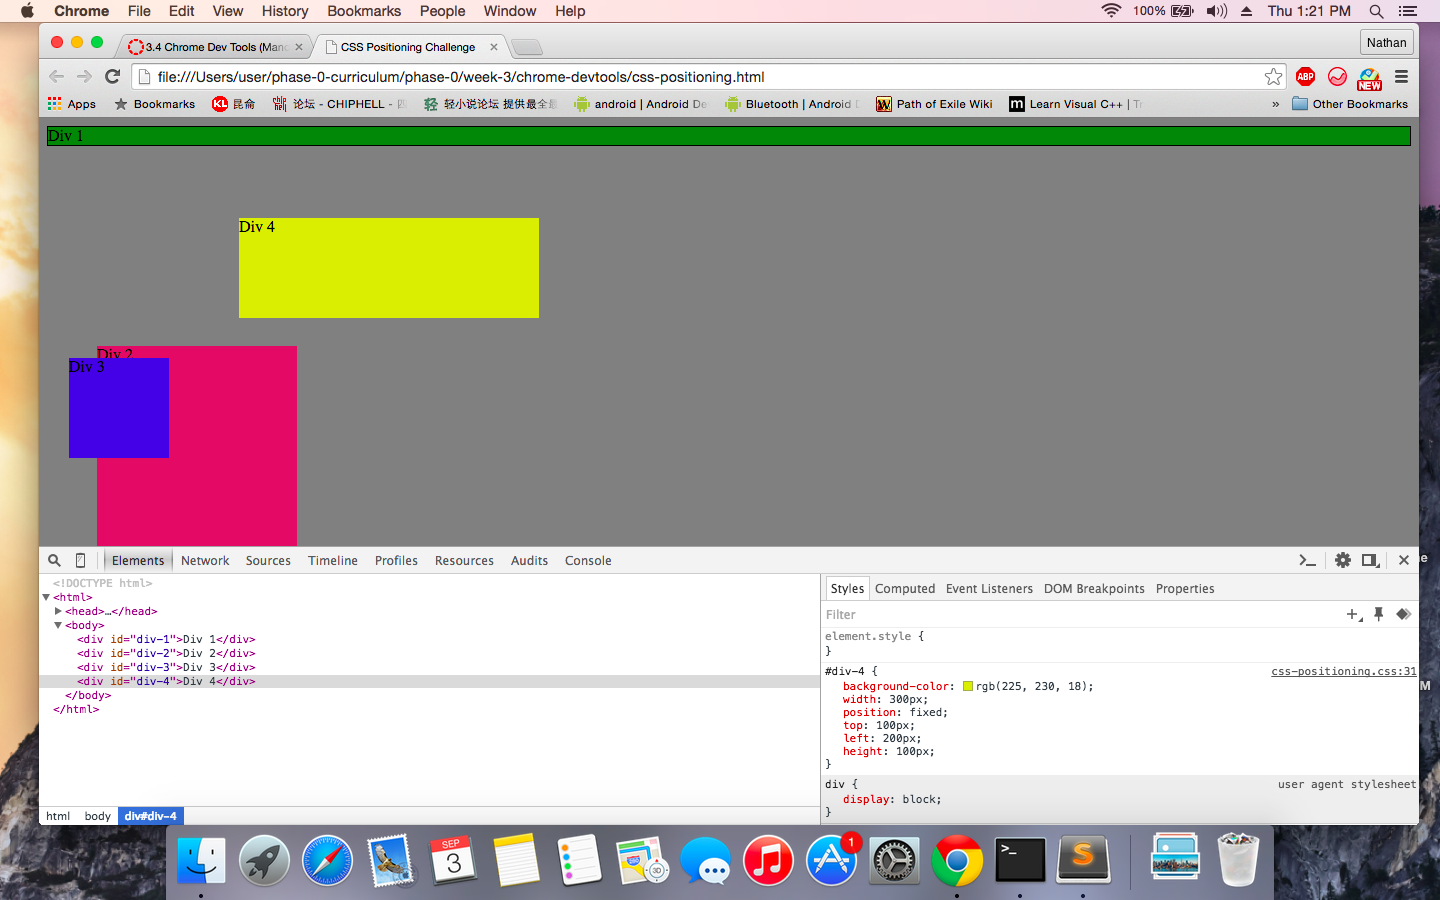 Chrome File Edit View History Bookmarks People Window Help 100% Thu 1:21 PM
3.4 Chrome Dev Tools (Man CSS Positioning Challenge Nathan
file:///Users/user/phase-0-curriculum/phase-0/week-3/chrome-devtools/css-positioning.html ABP NEW
Apps Bookmarks KL 昆仑 论坛 - CHIPHELL - 轻小说论坛 提供最全 android | Android De Bluetooth | Android D Path of Exile Wiki m Learn Visual C++ | T » Other Bookmarks
Div 1
Div 4
Div 2
Div 3
Elements Network Sources Timeline Profiles Resources Audits Console
<!DOCTYPE html>
<html>
<head>…</head>
<body>
<div id="div-1">Div 1</div>
<div id="div-2">Div 2</div>
<div id="div-3">Div 3</div>
<div id="div-4">Div 4</div>
</body>
</html>
html body div#div-4
Styles Computed Event Listeners DOM Breakpoints Properties
Filter
element.style {
}
#div-4 { css-positioning.css:31
background-color: rgb(225, 230, 18);
width: 300px;
position: fixed;
top: 100px;
left: 200px;
height: 100px;
}
div { user agent stylesheet
display: block;
}
e
M
SEP
3
3D
1
>_
S